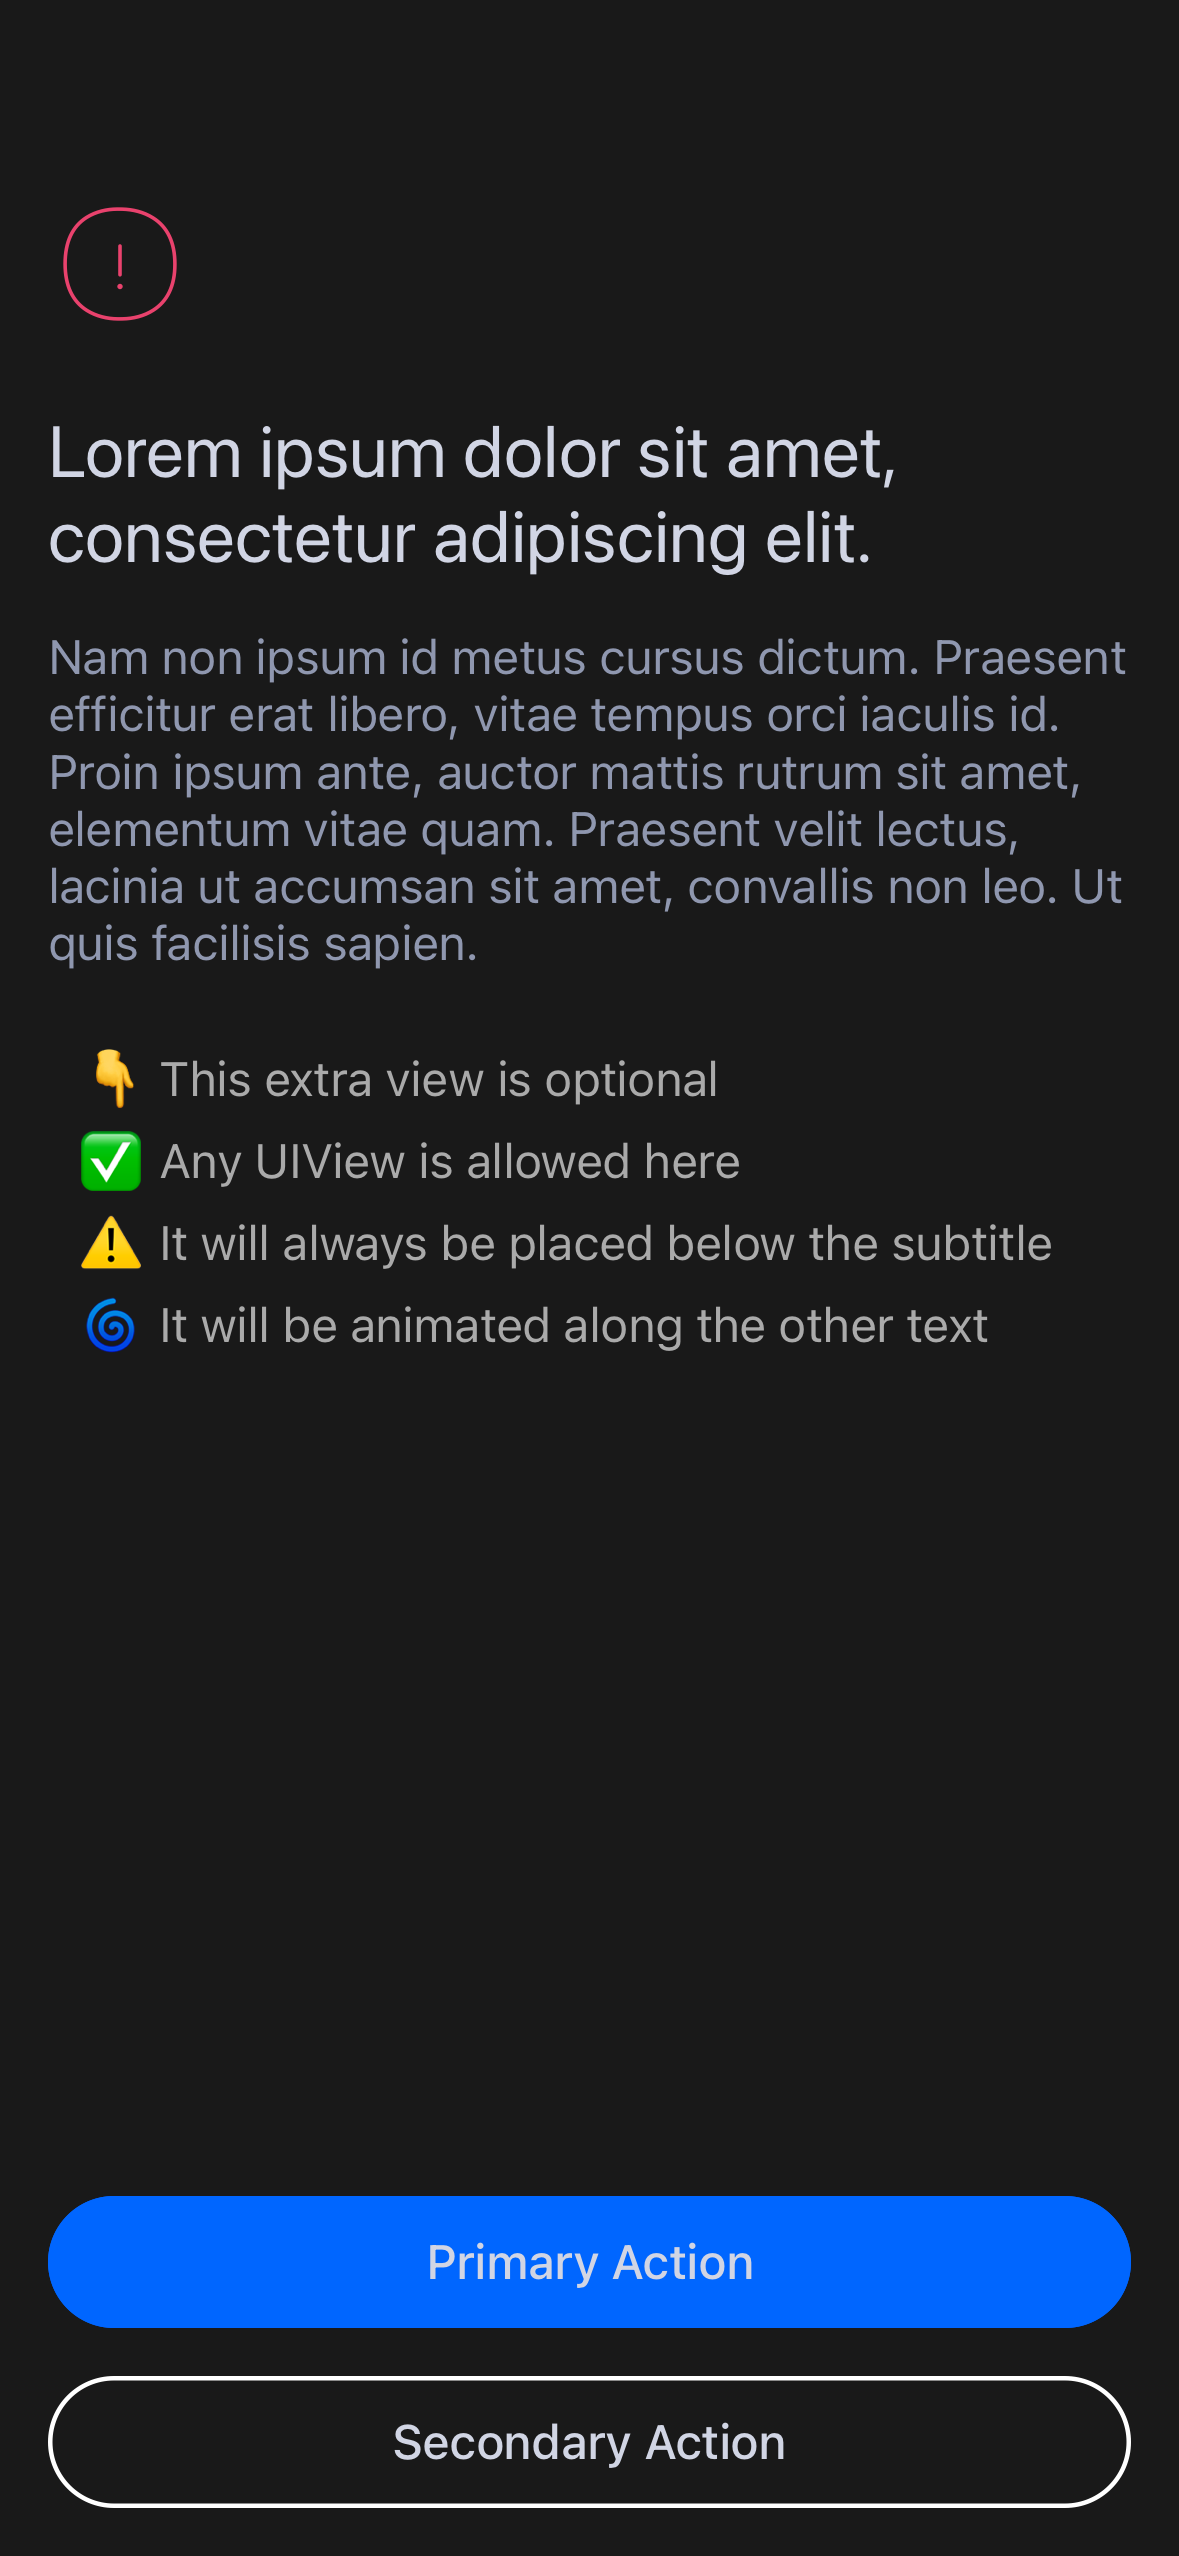 Lorem ipsum dolor sit amet,
consectetur adipiscing elit.
Nam non ipsum id metus cursus dictum. Praesent
efficitur erat libero, vitae tempus orci iaculis id.
Proin ipsum ante, auctor mattis rutrum sit amet,
elementum vitae quam. Praesent velit lectus,
lacinia ut accumsan sit amet, convallis non leo. Ut
quis facilisis sapien.
👇 This extra view is optional
✅ Any UIView is allowed here
⚠️ It will always be placed below the subtitle
🌀 It will be animated along the other text
Primary Action
Secondary Action